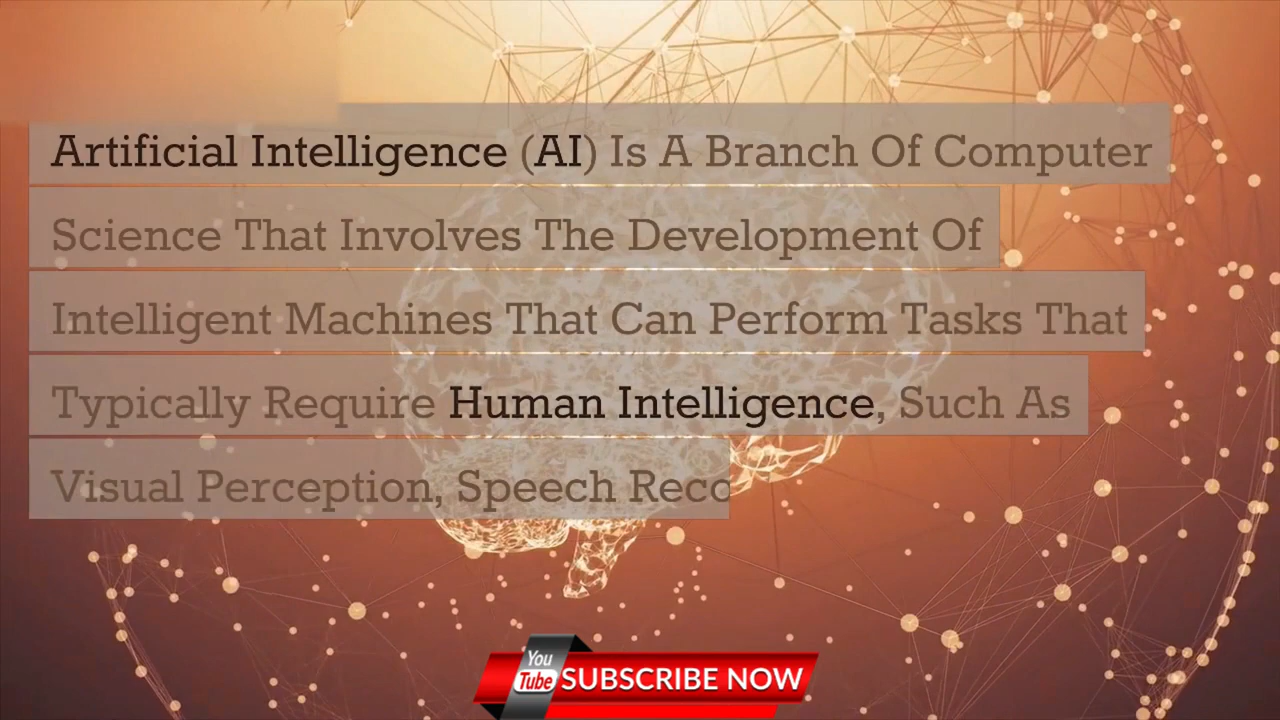 Artificial Intelligence (AI) Is A Branch Of Computer
Science That Involves The Development Of
Intelligent Machines That Can Perform Tasks That
Typically Require Human Intelligence, Such As
Visual Perception, Speech Reco
You
Tube
SUBSCRIBE NOW